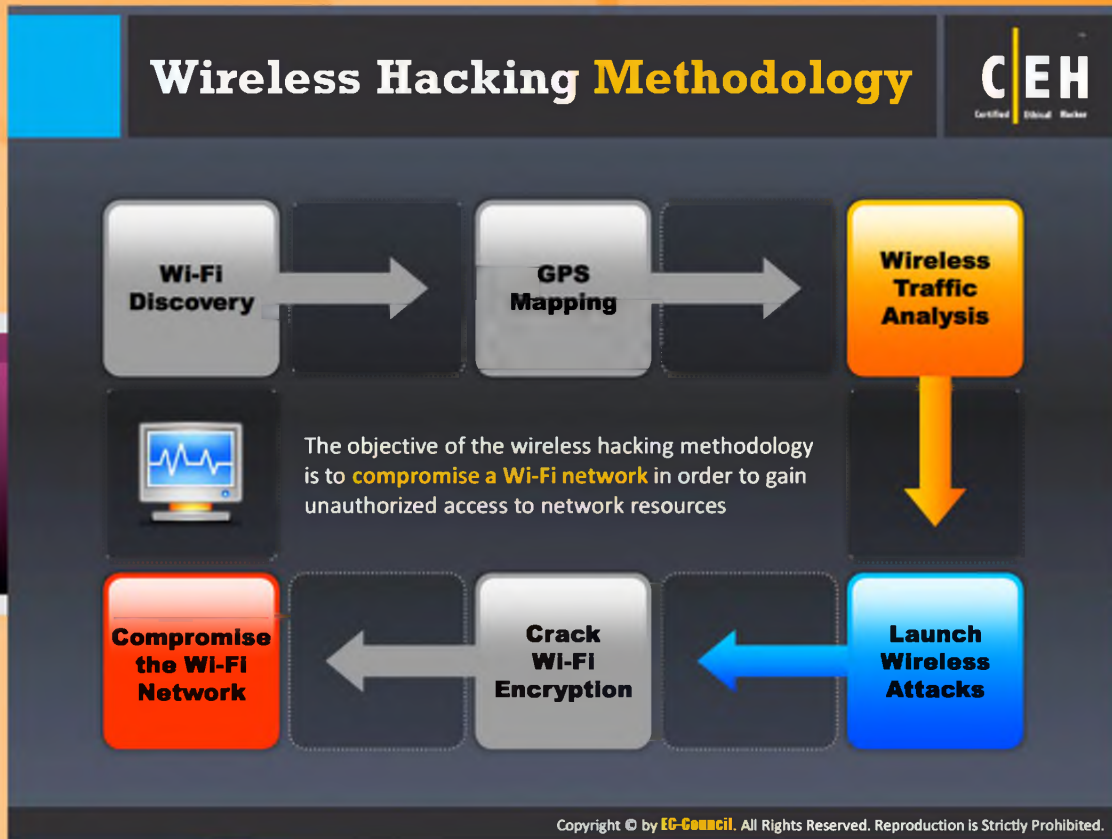 Wireless Hacking Methodology
CEH
Certified Ethical Hacker
Wi-Fi
Discovery
GPS
Mapping
Wireless
Traffic
Analysis
The objective of the wireless hacking methodology
is to compromise a Wi-Fi network in order to gain
unauthorized access to network resources
Compromise
the Wi-Fi
Network
Crack
Wi-Fi
Encryption
Launch
Wireless
Attacks
Copyright © by EC-Council. All Rights Reserved. Reproduction is Strictly Prohibited.